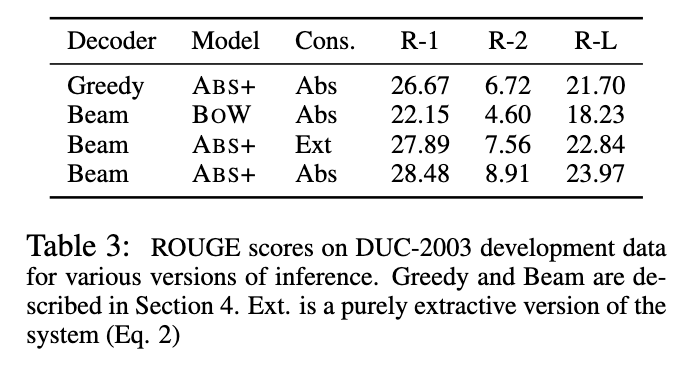 Decoder Model Cons. R-1 R-2 R-L
Greedy ABS+ Abs 26.67 6.72 21.70
Beam BOW Abs 22.15 4.60 18.23
Beam ABS+ Ext 27.89 7.56 22.84
Beam ABS+ Abs 28.48 8.91 23.97
Table 3: ROUGE scores on DUC-2003 development data
for various versions of inference. Greedy and Beam are de-
scribed in Section 4. Ext. is a purely extractive version of the
system (Eq. 2)